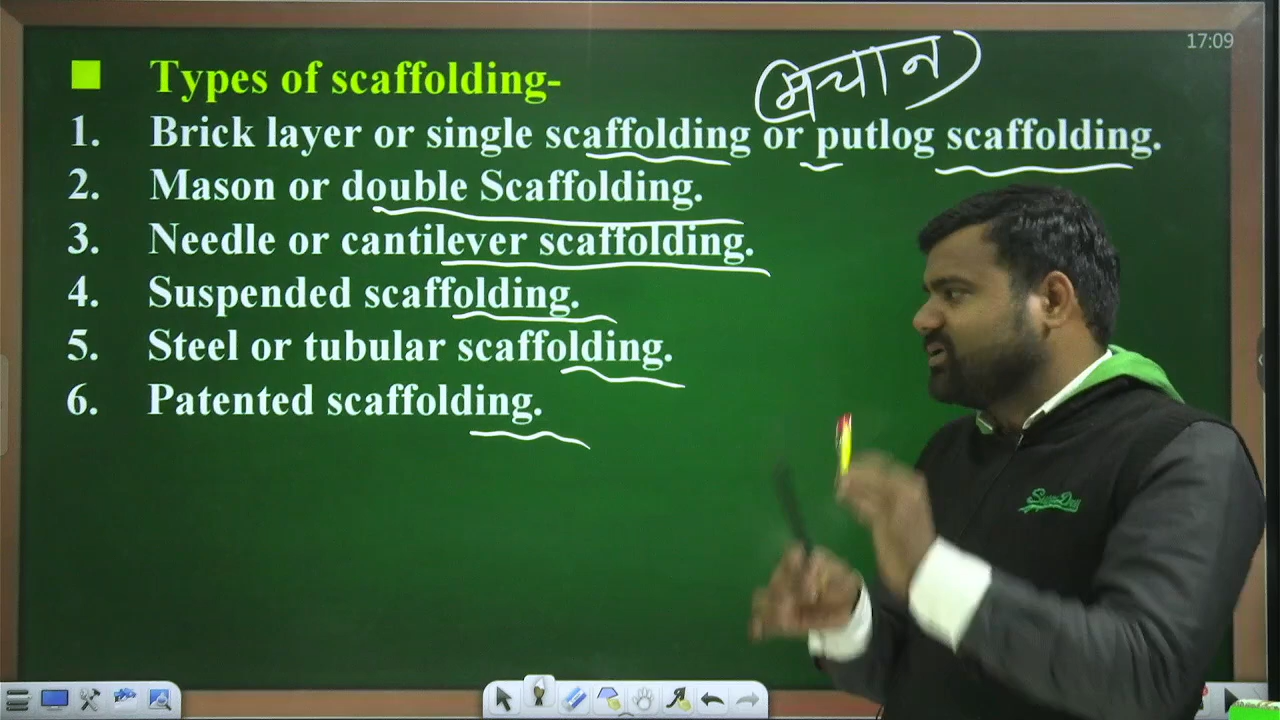 17:09
■ Types of scaffolding-
(मचान)
1. Brick layer or single scaffolding or putlog scaffolding.
2. Mason or double Scaffolding.
3. Needle or cantilever scaffolding.
4. Suspended scaffolding.
5. Steel or tubular scaffolding.
6. Patented scaffolding.